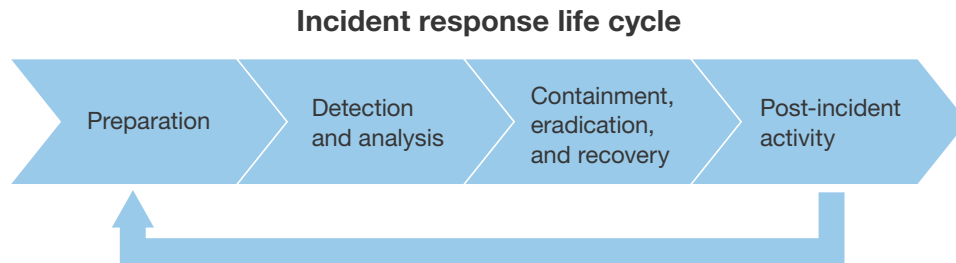 Incident response life cycle
Preparation
Detection
and analysis
Containment,
eradication,
and recovery
Post-incident
activity